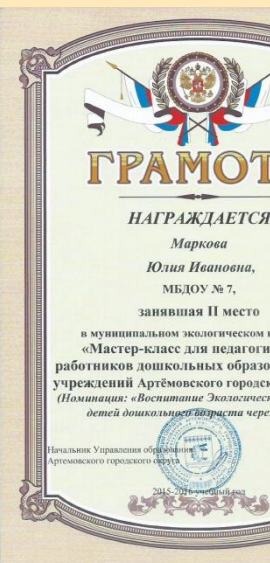 ГРАМОТ
НАГРАЖДАЕТСЯ
Маркова
Юлия Ивановна,
МБДОУ № 7,
занявшая II место
в муниципальном экологическом
«Мастер-класс для педагоги
работников дошкольных образо
учреждений Артёмовского городск
(Номинация: «Воспитание Экологическ
детей дошкольного возраста чере
Начальник Управления образования
Артемовского городского округа
2015-2016 учебный год